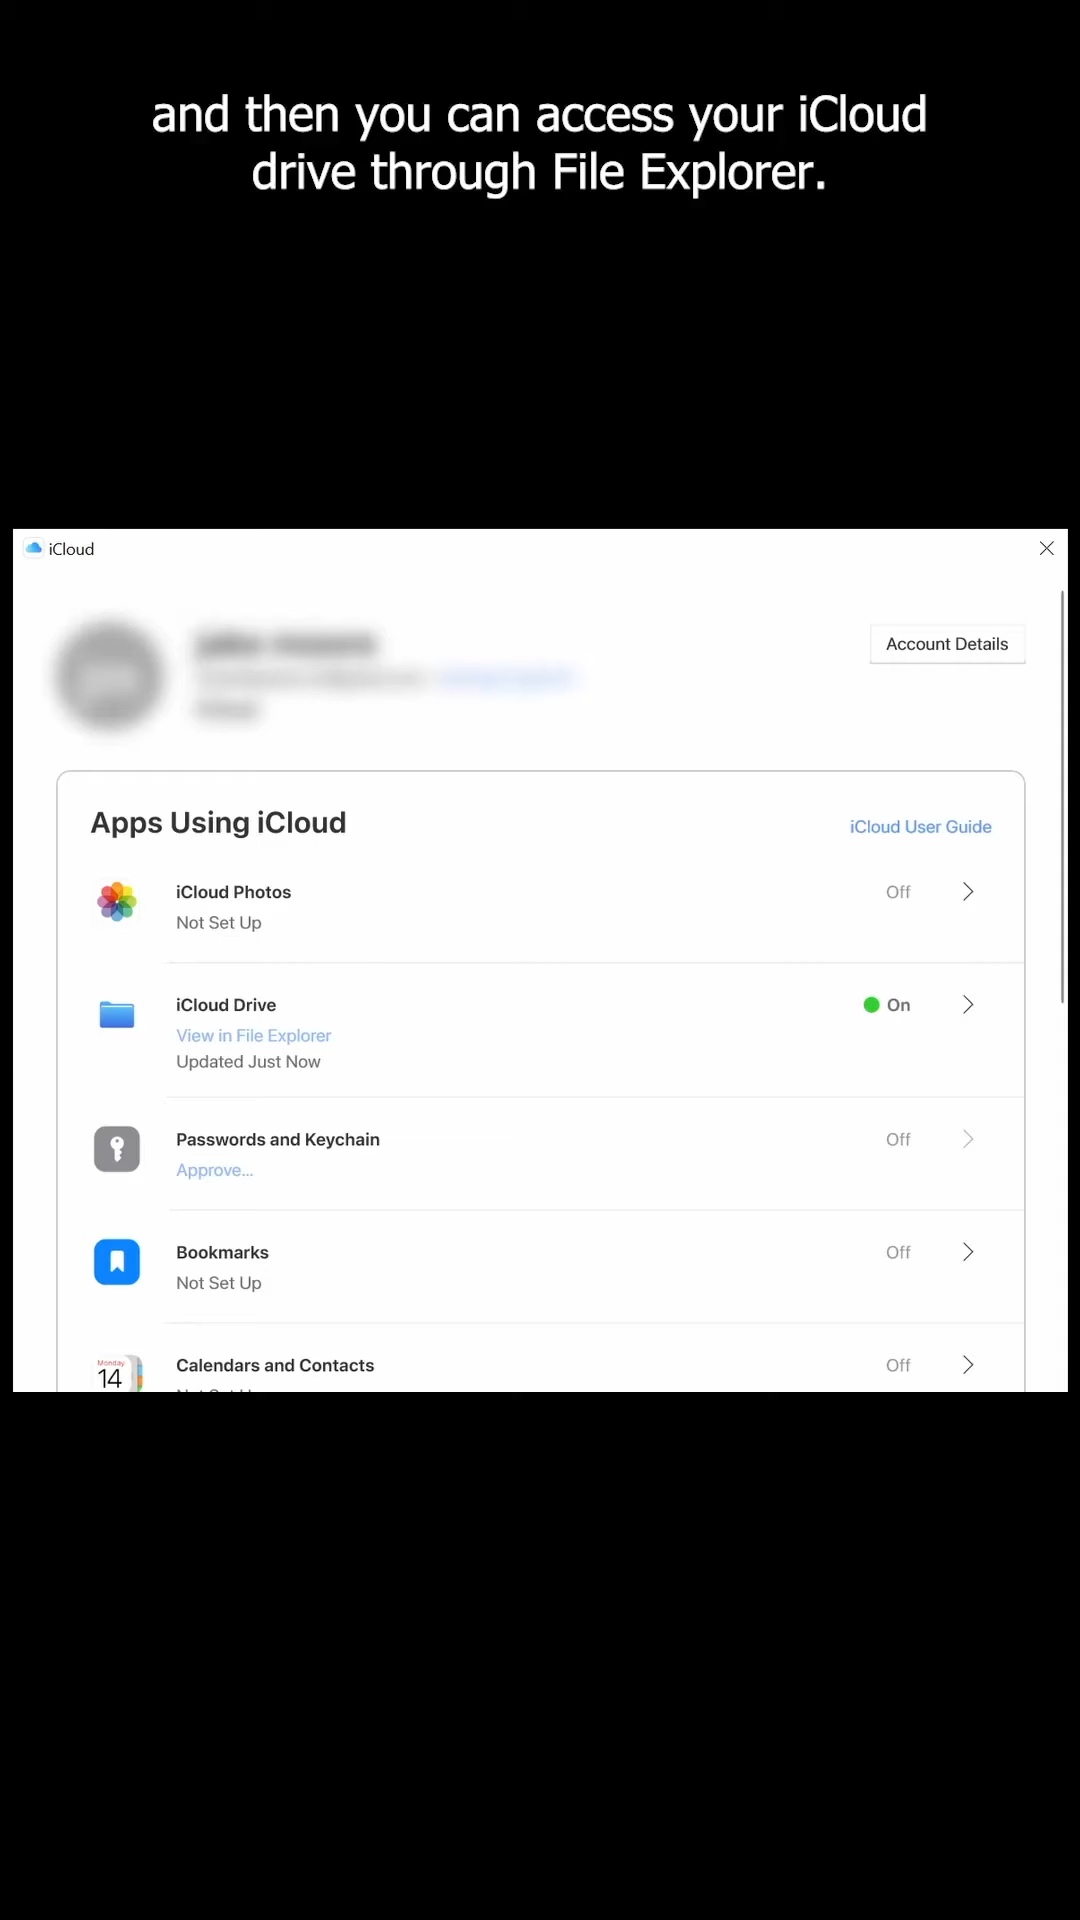 and then you can access your iCloud
drive through File Explorer.
iCloud
Account Details
Apps Using iCloud
iCloud User Guide
iCloud Photos
Off
Not Set Up
iCloud Drive
On
View in File Explorer
Updated Just Now
Passwords and Keychain
Off
Approve...
Bookmarks
Off
Not Set Up
Monday
14
Calendars and Contacts
Off